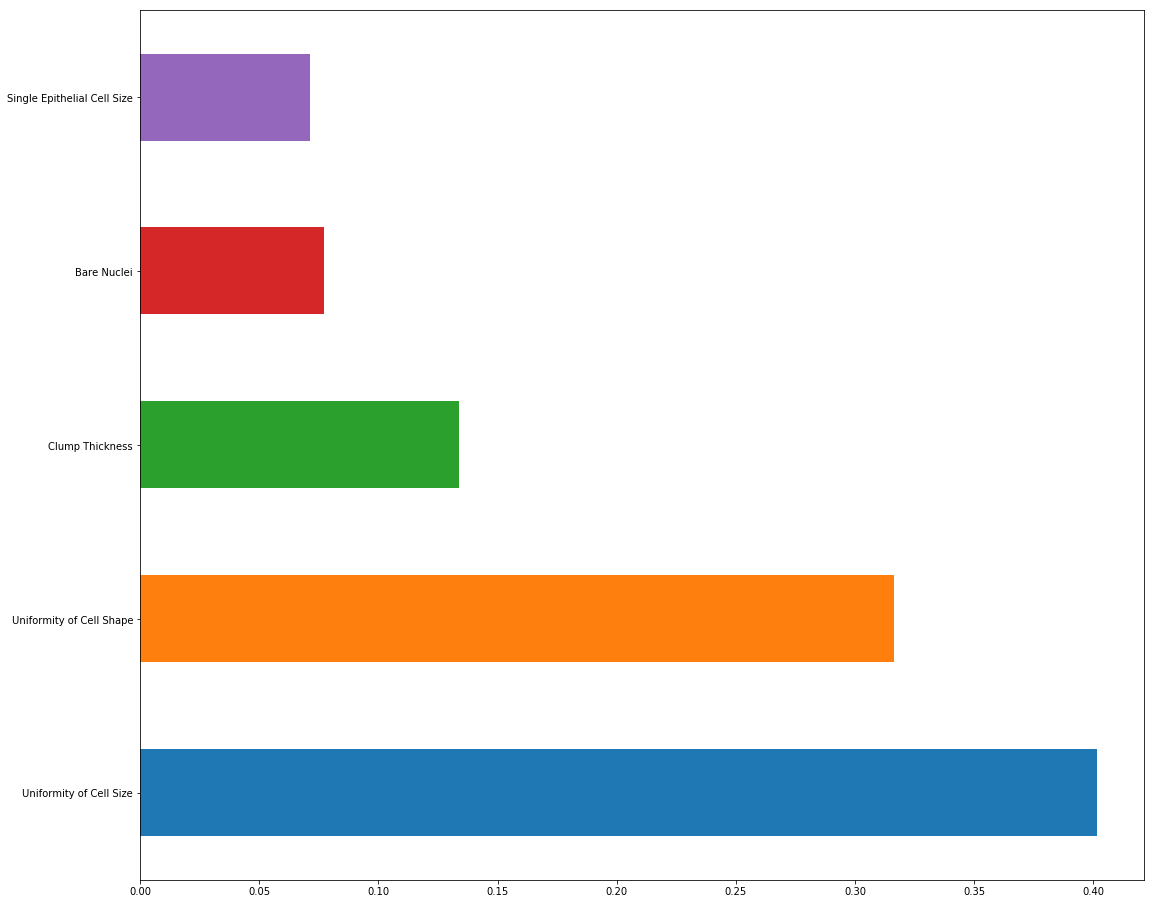 Single Epithelial Cell Size
Bare Nuclei
Clump Thickness
Uniformity of Cell Shape
Uniformity of Cell Size
0.00 0.05 0.10 0.15 0.20 0.25 0.30 0.35 0.40